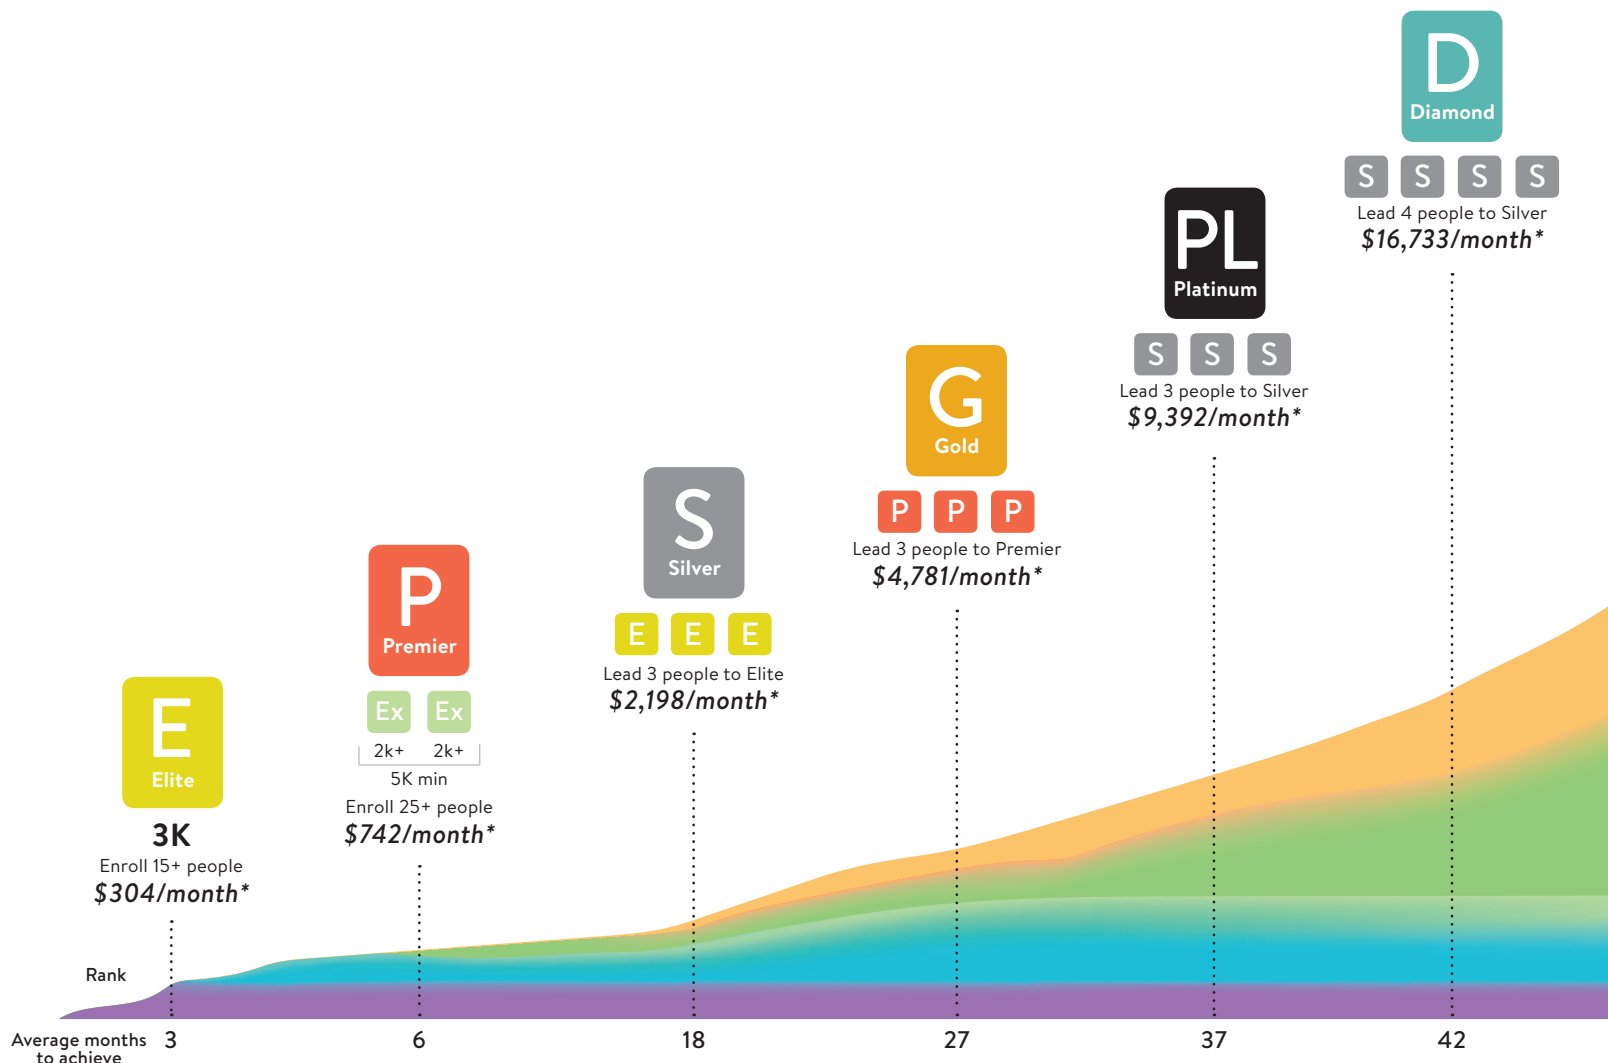 D
Diamond
S S S S
Lead 4 people to Silver
$16,733/month*
PL
Platinum
S S S
Lead 3 people to Silver
$9,392/month*
G
Gold
P P P
Lead 3 people to Premier
$4,781/month*
S
Silver
E E E
Lead 3 people to Elite
$2,198/month*
P
Premier
Ex Ex
2k+ 2k+
5K min
Enroll 25+ people
$742/month*
E
Elite
3K
Enroll 15+ people
$304/month*
Rank
Average months
to achieve
3 6 18 27 37 42